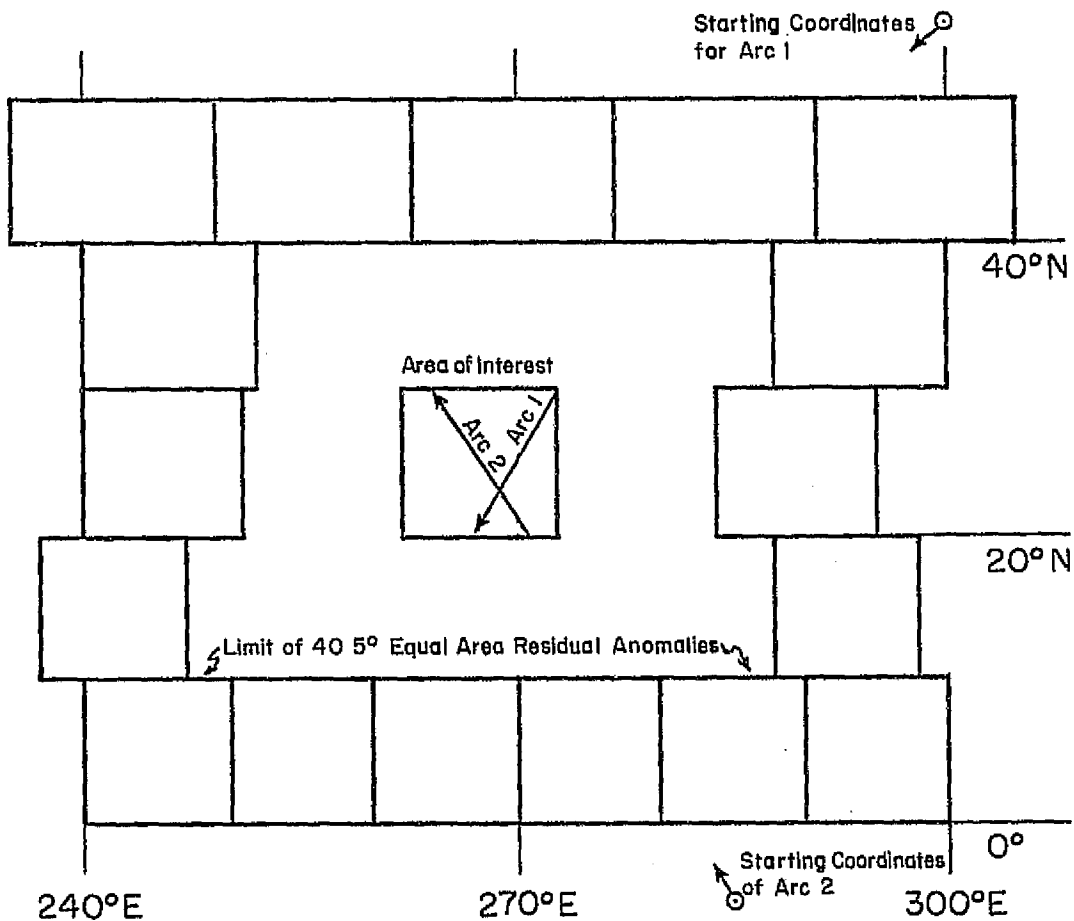 Starting Coordinates
for Arc 1
40°N
Area of Interest
Arc 1
Arc 2
20°N
Limit of 40 5° Equal Area Residual Anomalies
0°
Starting Coordinates
of Arc 2
240°E
270°E
300°E